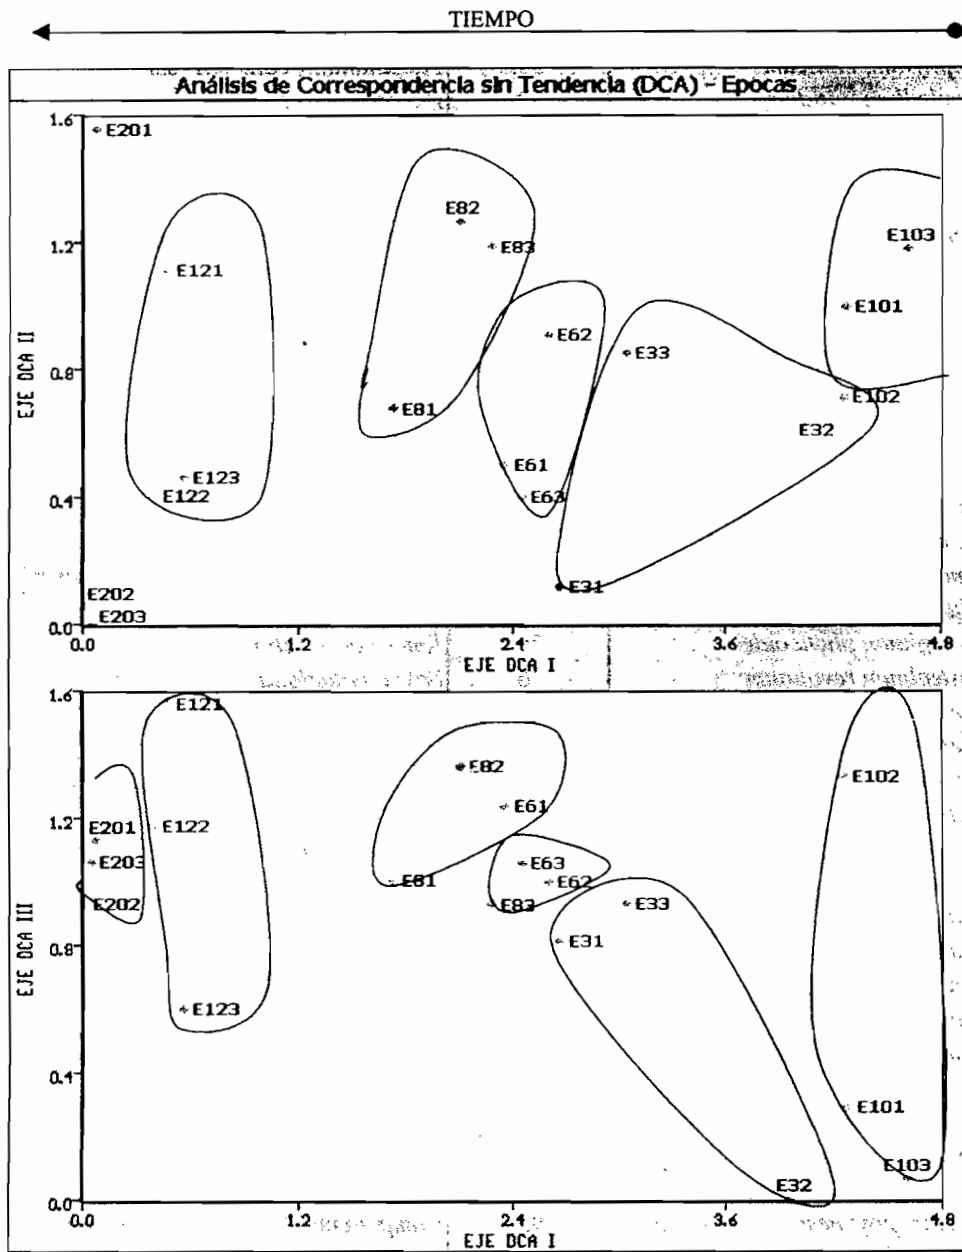 TIEMPO
Análisis de Correspondencia sin Tendencia (DCA) - Epocas
1.6
E201
E82
E83
E103
1.2
E121
E101
E62
E33
0.8
EJE DCA II
E81
E102
E32
E61
E123
0.4
E122
E63
E31
E202
E203
0.0
0.0 1.2 2.4 3.6 4.8
EJE DCA I
1.6
E121
E82
E102
E61
1.2
E201
E122
E203
E63
E81
E62
E202
E83
E33
EJE DCA III
0.8
E31
E123
0.4
E101
E103
E32
0.0
0.0 1.2 2.4 3.6 4.8
EJE DCA I